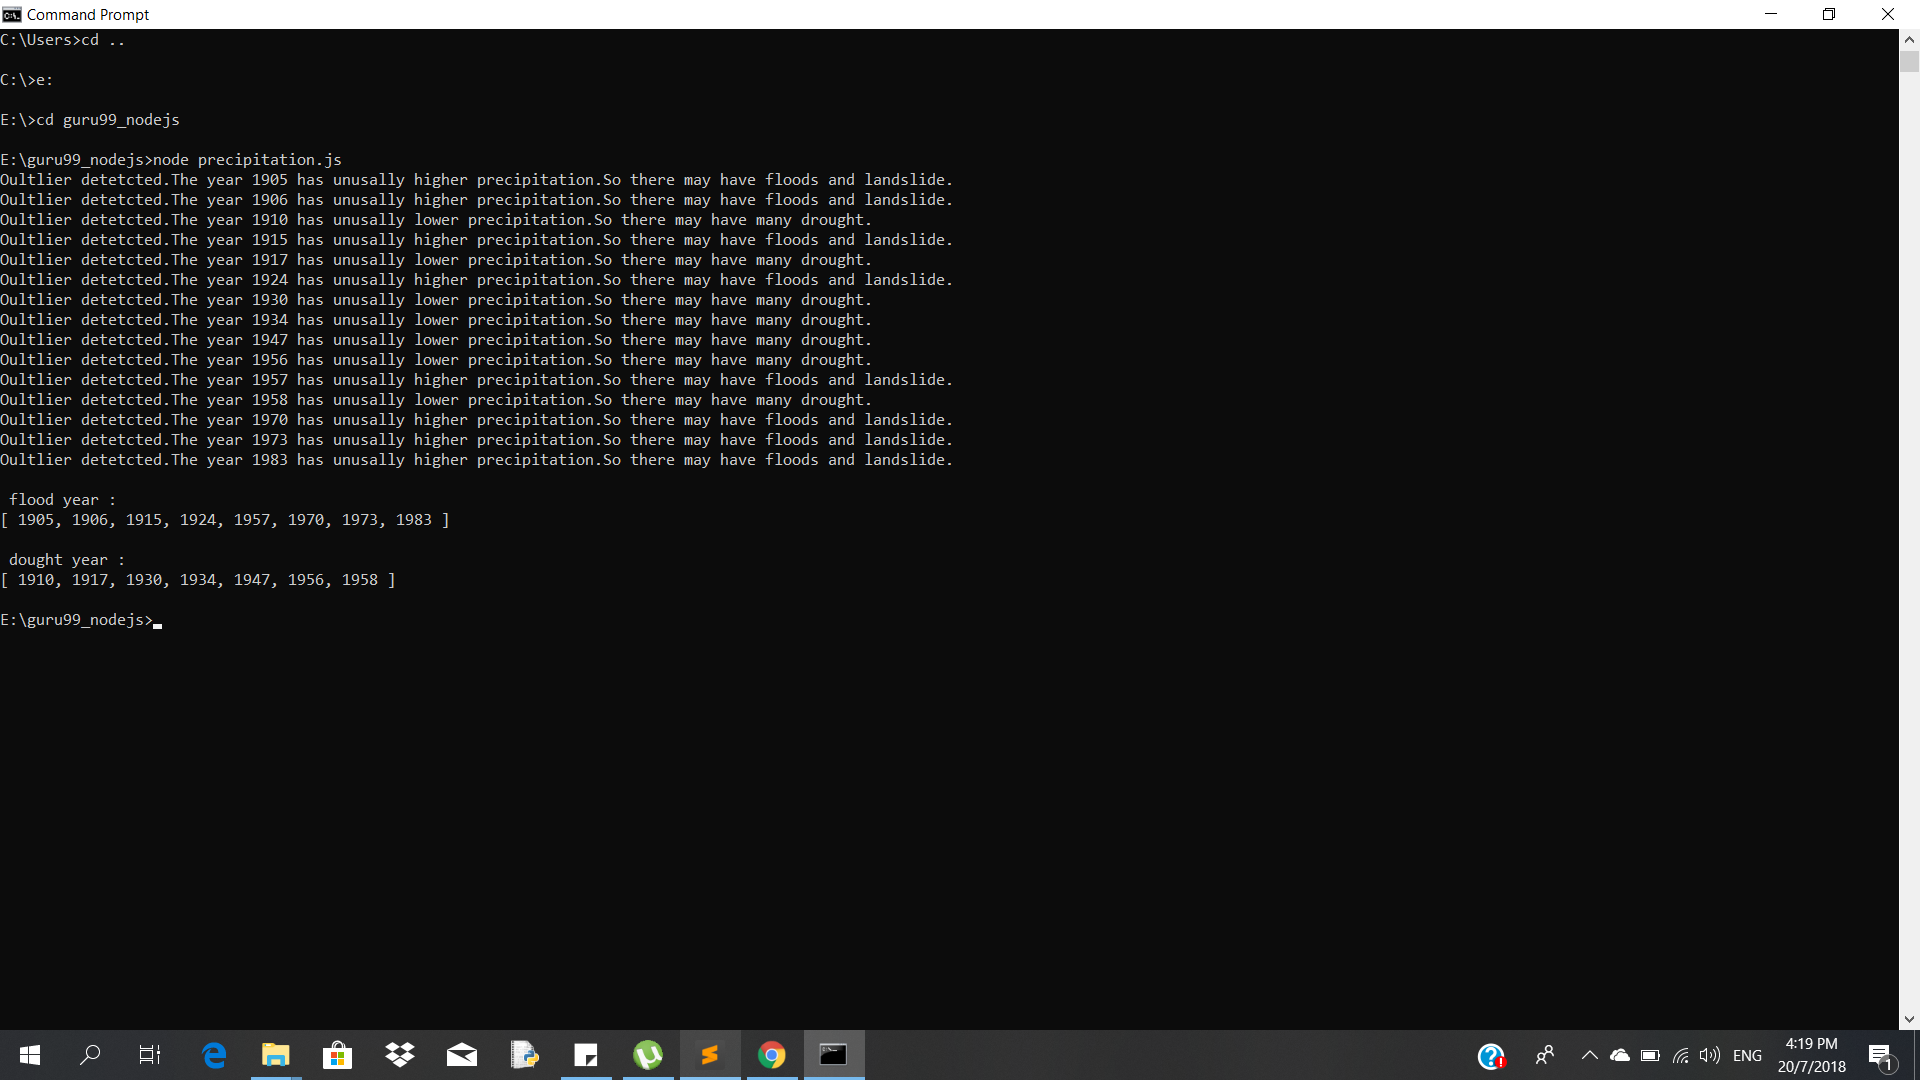 Command Prompt
C:\Users>cd ..
C:\>e:
E:\>cd guru99_nodejs
E:\guru99_nodejs>node precipitation.js
Oultlier detetcted.The year 1905 has unusally higher precipitation.So there may have floods and landslide.
Oultlier detetcted.The year 1906 has unusally higher precipitation.So there may have floods and landslide.
Oultlier detetcted.The year 1910 has unusally lower precipitation.So there may have many drought.
Oultlier detetcted.The year 1915 has unusally higher precipitation.So there may have floods and landslide.
Oultlier detetcted.The year 1917 has unusally lower precipitation.So there may have many drought.
Oultlier detetcted.The year 1924 has unusally higher precipitation.So there may have floods and landslide.
Oultlier detetcted.The year 1930 has unusally lower precipitation.So there may have many drought.
Oultlier detetcted.The year 1934 has unusally lower precipitation.So there may have many drought.
Oultlier detetcted.The year 1947 has unusally lower precipitation.So there may have many drought.
Oultlier detetcted.The year 1956 has unusally lower precipitation.So there may have many drought.
Oultlier detetcted.The year 1957 has unusally higher precipitation.So there may have floods and landslide.
Oultlier detetcted.The year 1958 has unusally lower precipitation.So there may have many drought.
Oultlier detetcted.The year 1970 has unusally higher precipitation.So there may have floods and landslide.
Oultlier detetcted.The year 1973 has unusally higher precipitation.So there may have floods and landslide.
Oultlier detetcted.The year 1983 has unusally higher precipitation.So there may have floods and landslide.
flood year :
[ 1905, 1906, 1915, 1924, 1957, 1970, 1973, 1983 ]
dought year :
[ 1910, 1917, 1930, 1934, 1947, 1956, 1958 ]
E:\guru99_nodejs>
ENG
4:19 PM
20/7/2018
1